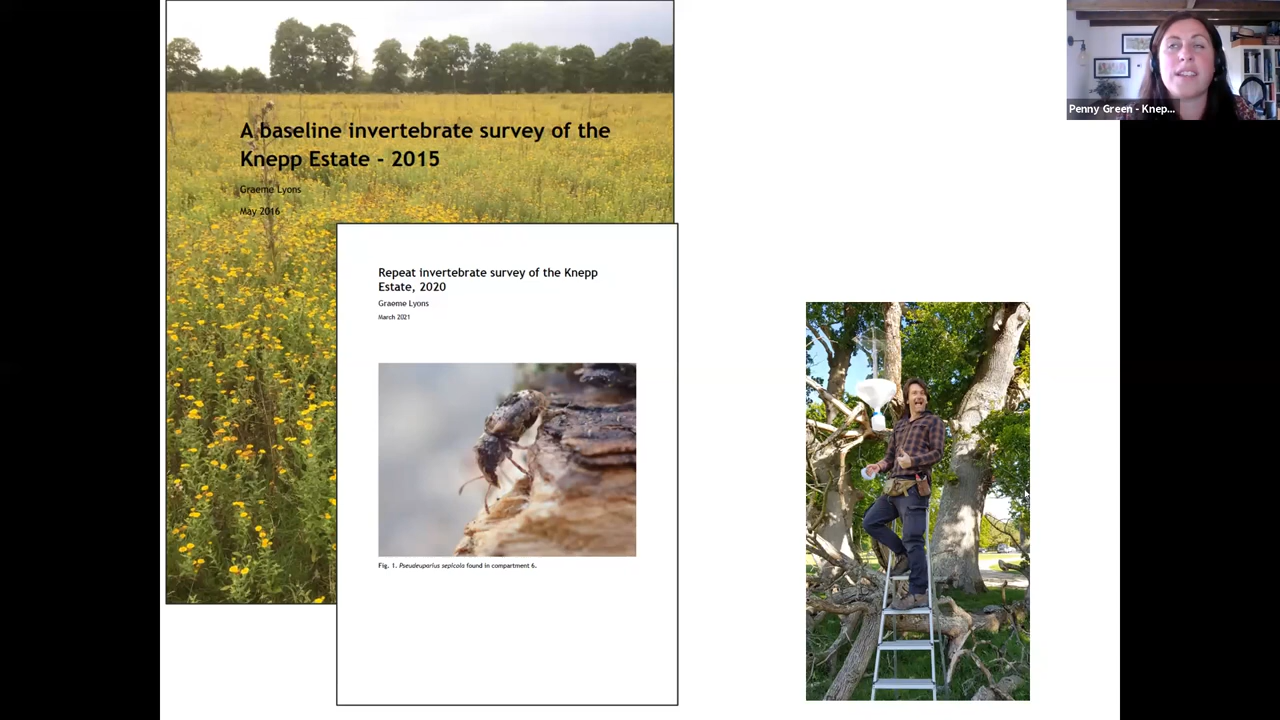 A baseline invertebrate survey of the
Knepp Estate - 2015
Graeme Lyons
May 2016
Repeat invertebrate survey of the Knepp
Estate, 2020
Graeme Lyons
March 2021
Fig. 1. Pseudeuparius sepicola found in compartment 6.
Penny Green - Knep...